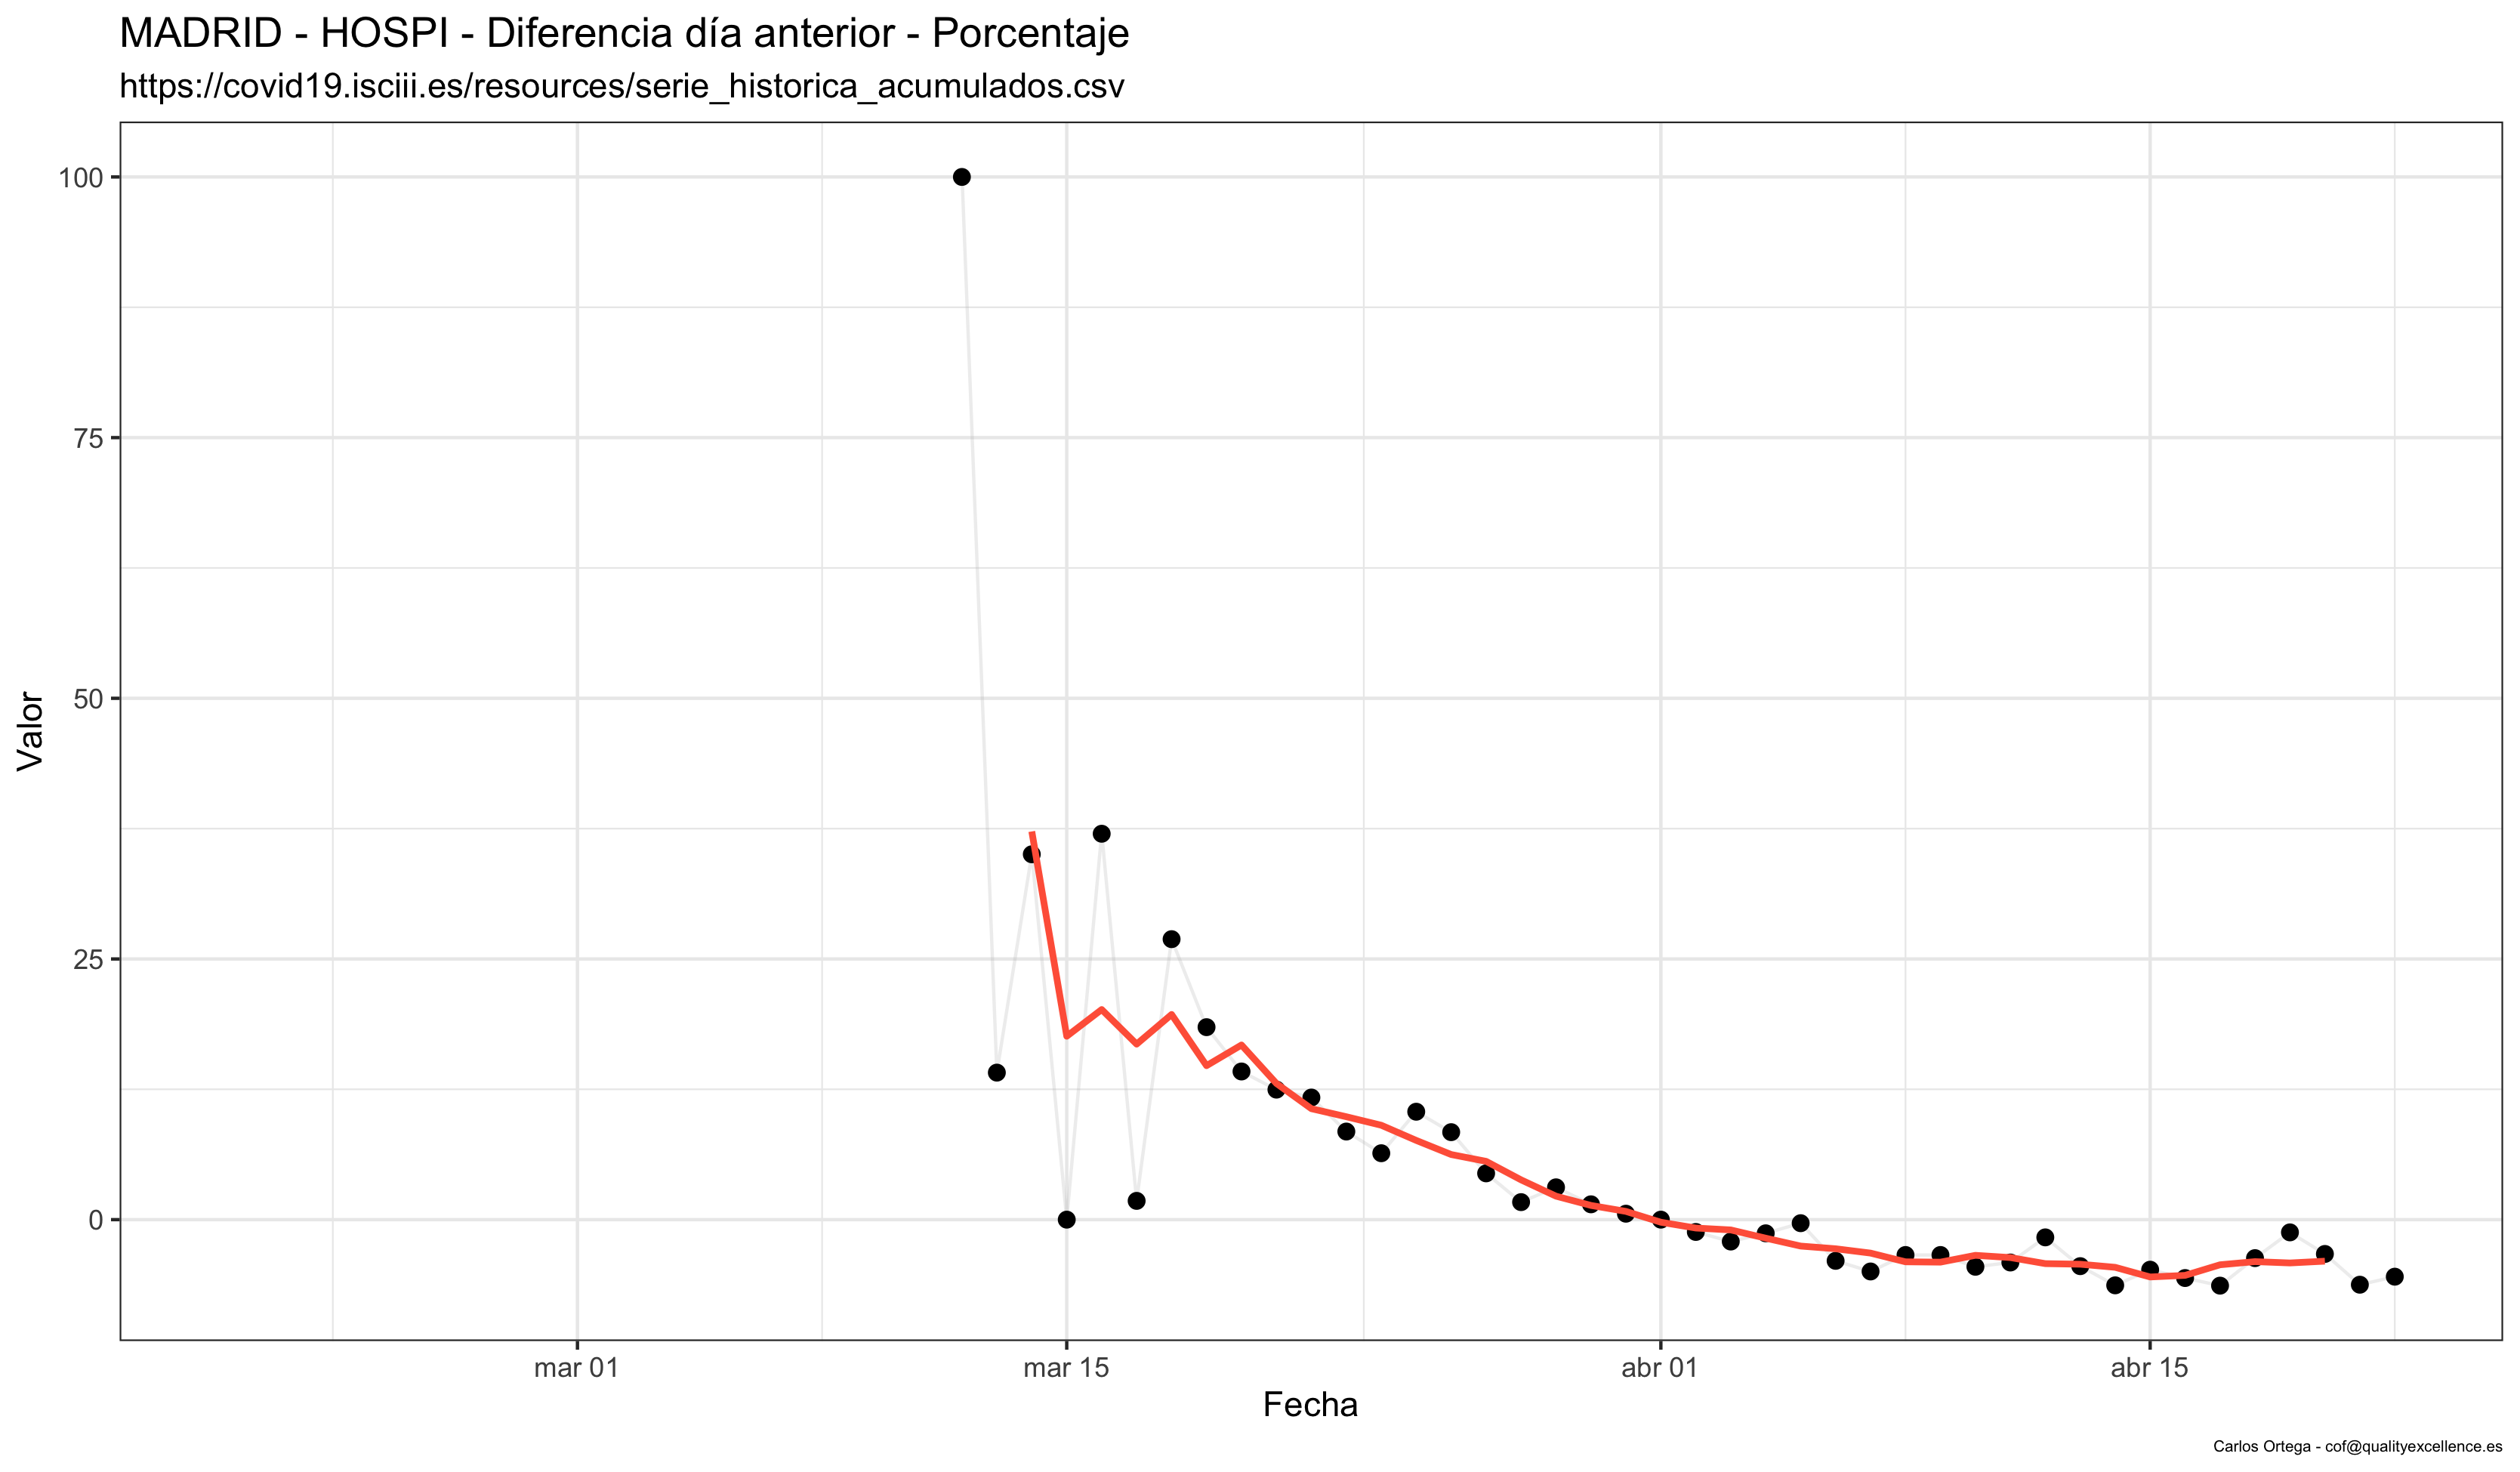 MADRID - HOSPI - Diferencia día anterior - Porcentaje
https://covid19.isciii.es/resources/serie_historica_acumulados.csv
100
75
50
25
0
Valor
mar 01
mar 15
abr 01
abr 15
Fecha
Carlos Ortega - cof@qualityexcellence.es